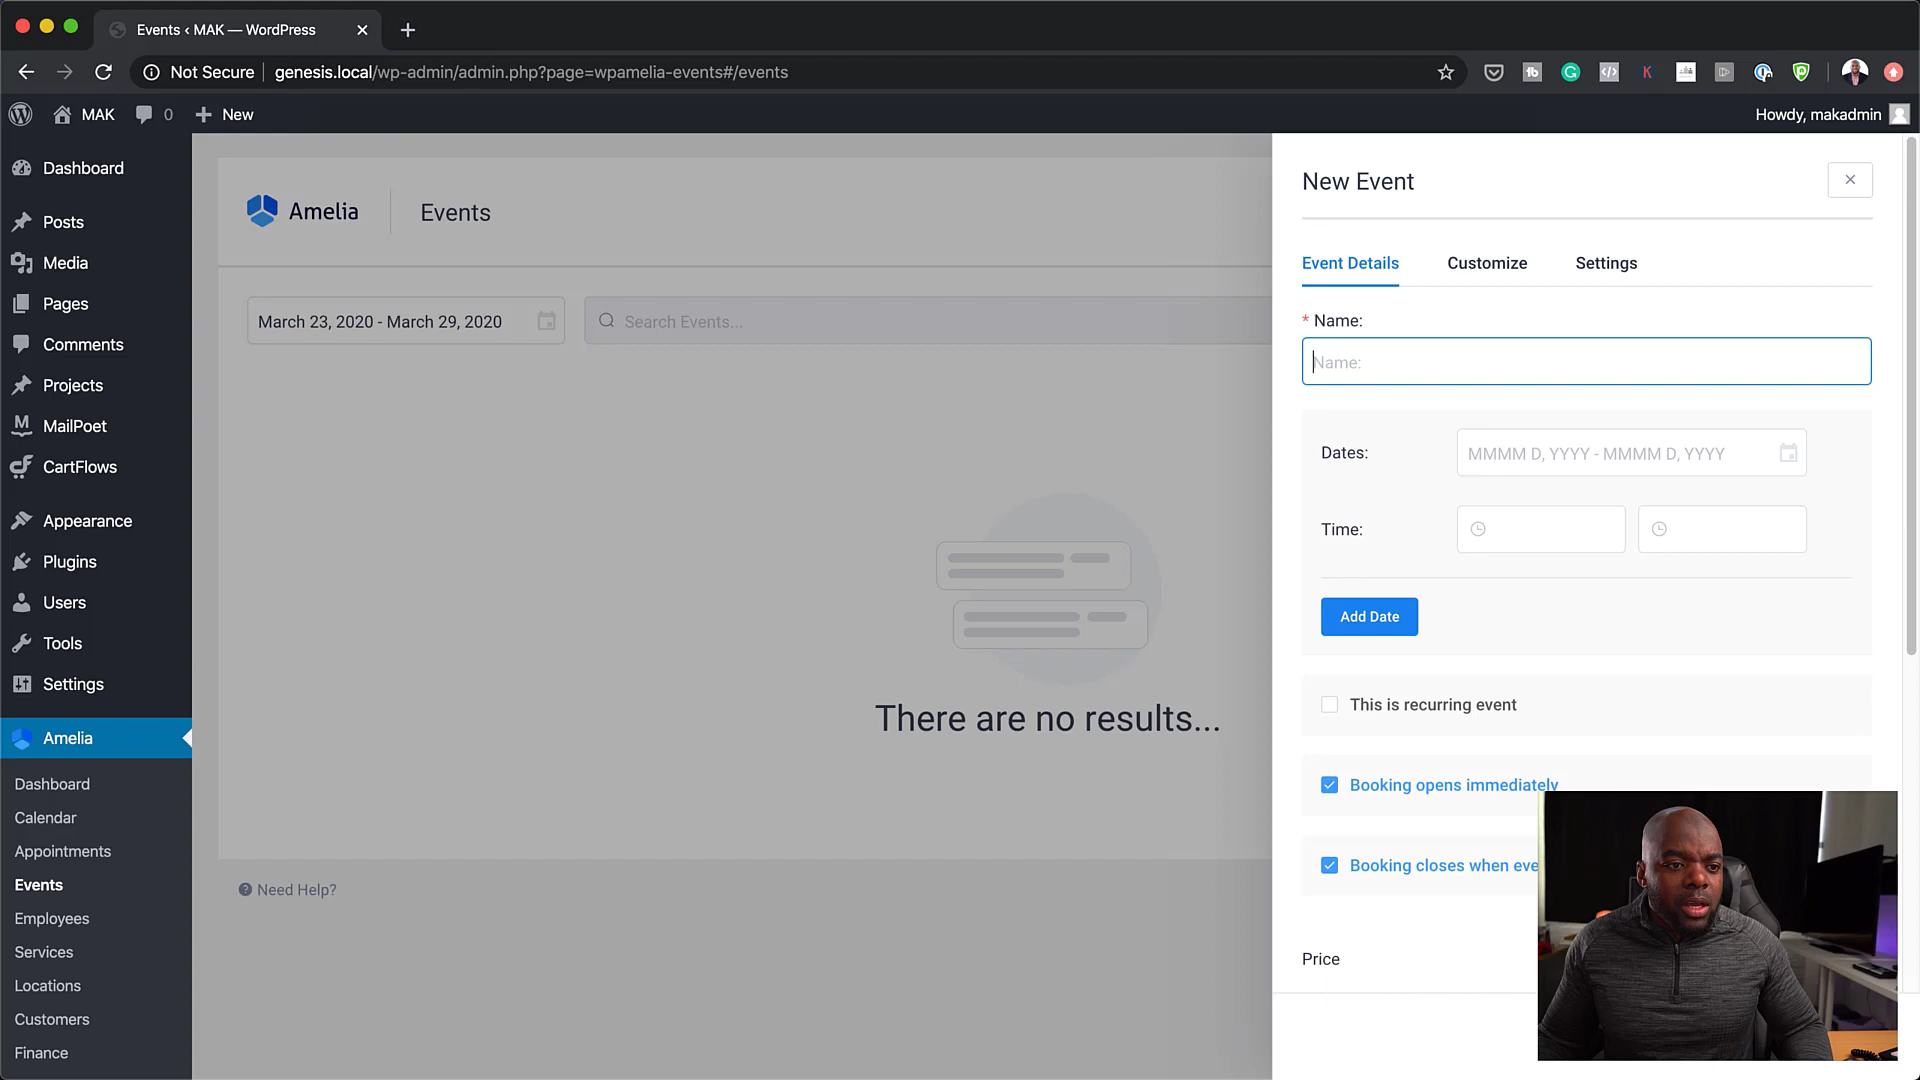 Events ‹ MAK — WordPress
Not Secure
genesis.local/wp-admin/admin.php?page=wpamelia-events#/events
MAK
0
New
Howdy, makadmin
Dashboard
Posts
Media
Pages
Comments
Projects
MailPoet
CartFlows
Appearance
Plugins
Users
Tools
Settings
Amelia
Dashboard
Calendar
Appointments
Events
Employees
Services
Locations
Customers
Finance
Amelia
Events
March 23, 2020 - March 29, 2020
Search Events...
There are no results...
Need Help?
New Event
Event Details
Customize
Settings
* Name:
Name:
Dates:
MMMM D, YYYY - MMMM D, YYYY
Time:
Add Date
This is recurring event
Booking opens immediately
Booking closes when eve
Price